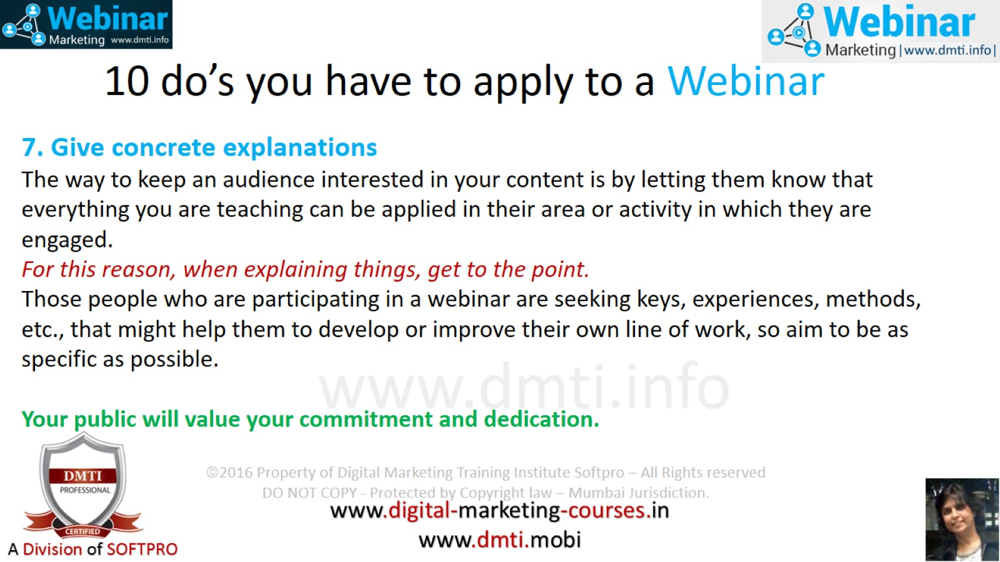 Webinar
Marketing www.dmti.info
Webinar
Marketing|www.dmti.info|
10 do’s you have to apply to a Webinar
7. Give concrete explanations
The way to keep an audience interested in your content is by letting them know that
everything you are teaching can be applied in their area or activity in which they are
engaged.
For this reason, when explaining things, get to the point.
Those people who are participating in a webinar are seeking keys, experiences, methods,
etc., that might help them to develop or improve their own line of work, so aim to be as
specific as possible.
www.dmti.info
Your public will value your commitment and dedication.
DMTI
PROFESSIONAL
CERTIFIED
A Division of SOFTPRO
©2016 Property of Digital Marketing Training Institute Softpro – All Rights reserved
DO NOT COPY - Protected by Copyright law – Mumbai Jurisdiction.
www.digital-marketing-courses.in
www.dmti.mobi